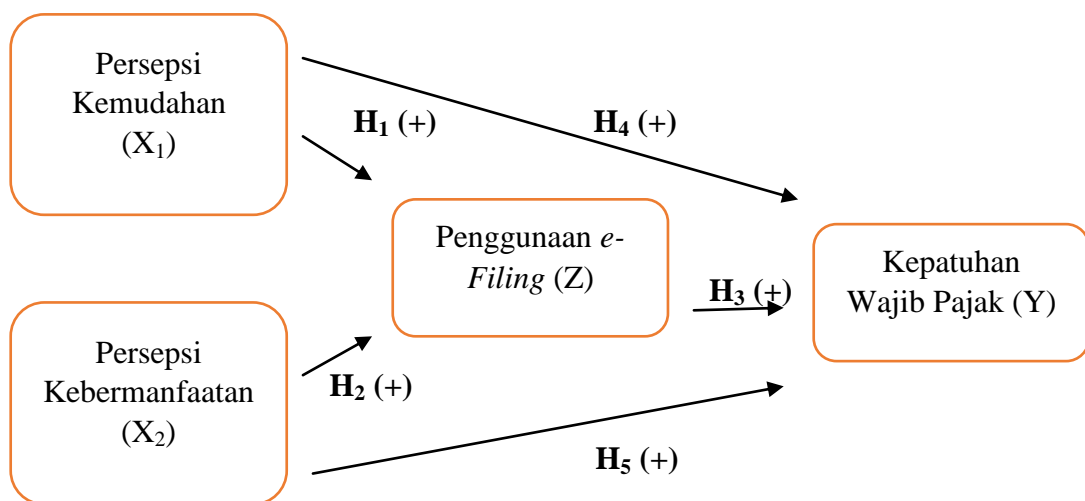 Persepsi
Kemudahan
(X₁)
H₁ (+)
H₄ (+)
Penggunaan e-
Filing (Z)
H₃ (+)
Kepatuhan
Wajib Pajak (Y)
Persepsi
Kebermanfaatan
(X₂)
H₂ (+)
H₅ (+)